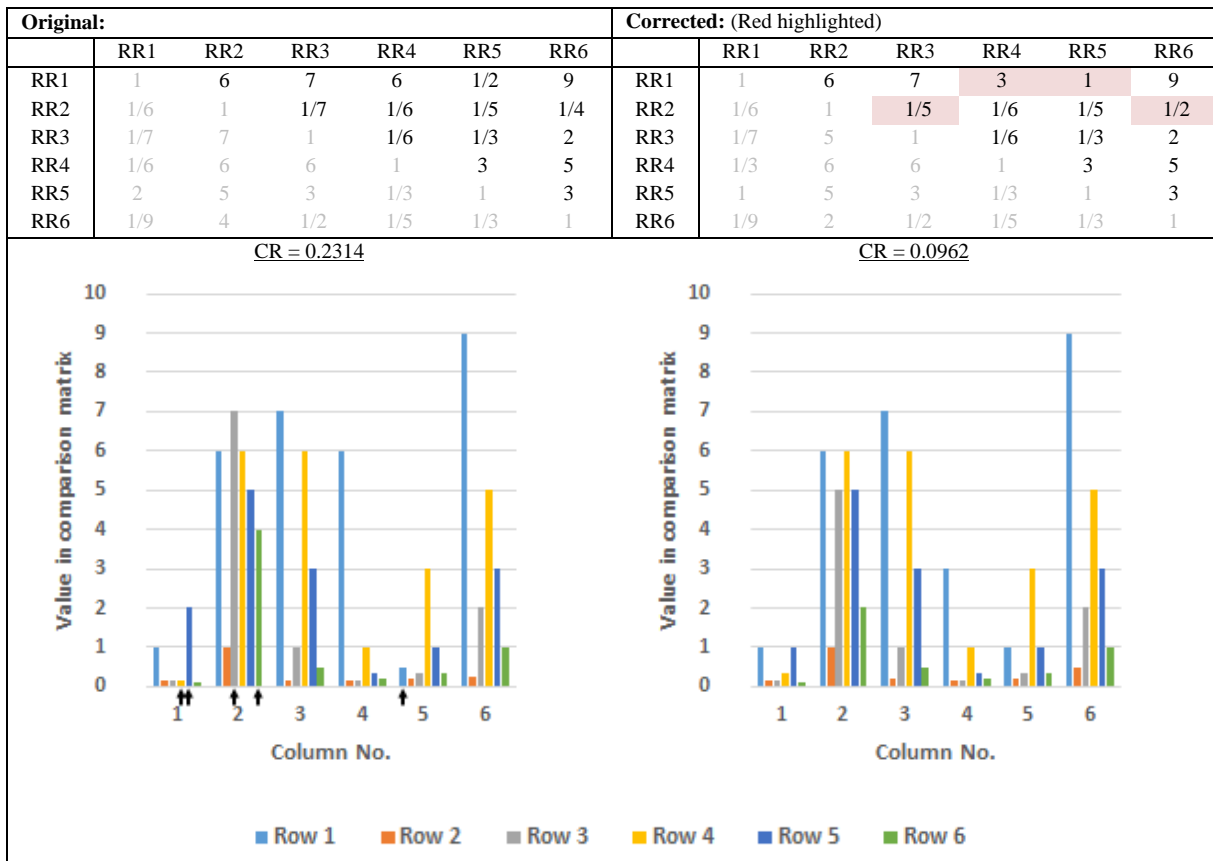 Original: Corrected: (Red highlighted)
RR1 RR2 RR3 RR4 RR5 RR6 RR1 RR2 RR3 RR4 RR5 RR6
RR1 1 6 7 6 1/2 9 RR1 1 6 7 3 1 9
RR2 1/6 1 1/7 1/6 1/5 1/4 RR2 1/6 1 1/5 1/6 1/5 1/2
RR3 1/7 7 1 1/6 1/3 2 RR3 1/7 5 1 1/6 1/3 2
RR4 1/6 6 6 1 3 5 RR4 1/3 6 6 1 3 5
RR5 2 5 3 1/3 1 3 RR5 1 5 3 1/3 1 3
RR6 1/9 4 1/2 1/5 1/3 1 RR6 1/9 2 1/2 1/5 1/3 1
CR = 0.2314 CR = 0.0962
Value in comparison matrix
10
9
8
7
6
5
4
3
2
1
0
1 2 3 4 5 6
Column No.
Value in comparison matrix
10
9
8
7
6
5
4
3
2
1
0
1 2 3 4 5 6
Column No.
Row 1 Row 2 Row 3 Row 4 Row 5 Row 6